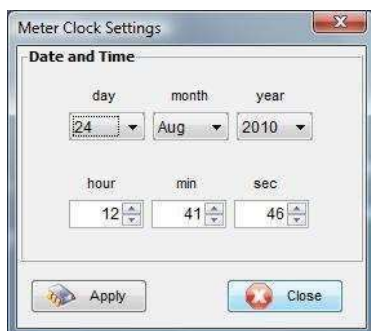 Meter Clock Settings
Date and Time
day month year
24 Aug 2010
hour min sec
12 41 46
Apply Close